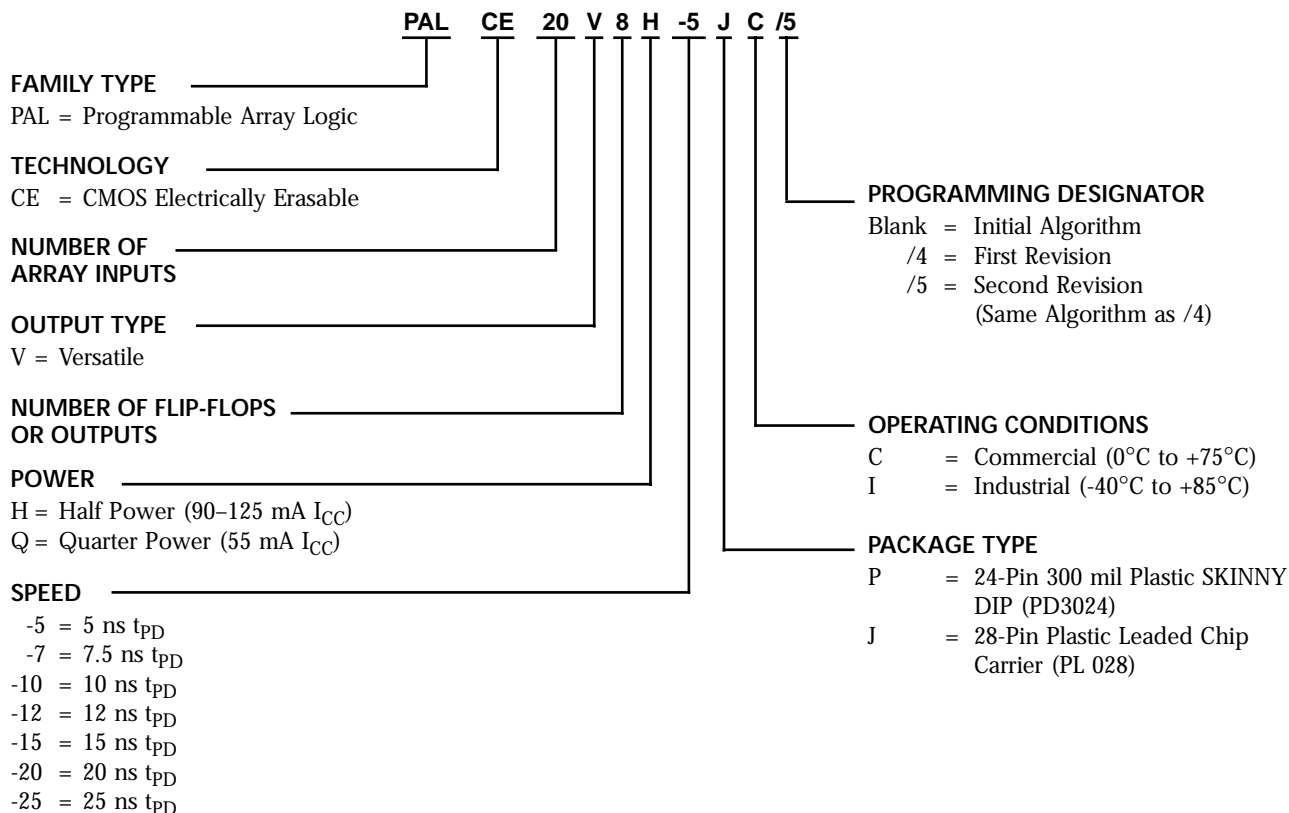 PAL CE 20 V 8 H -5 J C /5
FAMILY TYPE
PAL = Programmable Array Logic
TECHNOLOGY
CE = CMOS Electrically Erasable
NUMBER OF
ARRAY INPUTS
OUTPUT TYPE
V = Versatile
NUMBER OF FLIP-FLOPS
OR OUTPUTS
POWER
H = Half Power (90–125 mA ICC)
Q = Quarter Power (55 mA ICC)
SPEED
-5 = 5 ns tPD
-7 = 7.5 ns tPD
-10 = 10 ns tPD
-12 = 12 ns tPD
-15 = 15 ns tPD
-20 = 20 ns tPD
-25 = 25 ns tPD
PROGRAMMING DESIGNATOR
Blank = Initial Algorithm
/4 = First Revision
/5 = Second Revision
(Same Algorithm as /4)
OPERATING CONDITIONS
C = Commercial (0°C to +75°C)
I = Industrial (-40°C to +85°C)
PACKAGE TYPE
P = 24-Pin 300 mil Plastic SKINNY
DIP (PD3024)
J = 28-Pin Plastic Leaded Chip
Carrier (PL 028)